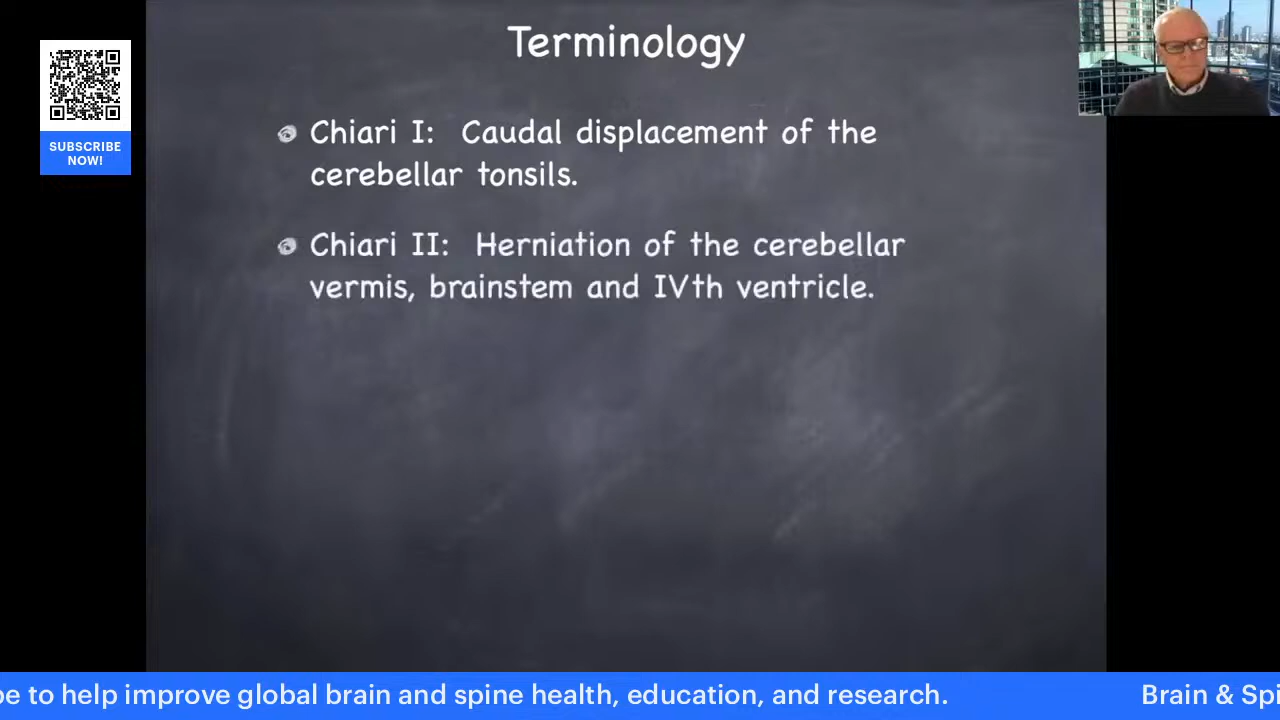 Terminology
SUBSCRIBE
NOW!
Chiari I: Caudal displacement of the
cerebellar tonsils.
Chiari II: Herniation of the cerebellar
vermis, brainstem and IVth ventricle.
to help improve global brain and spine health, education, and research.
Brain &